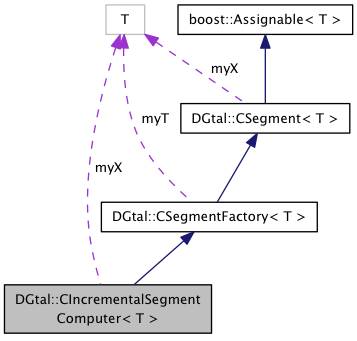 T
boost::Assignable< T >
myX
DGtal::CSegment< T >
myT
myX
DGtal::CSegmentFactory< T >
DGtal::CIncrementalSegment
Computer< T >